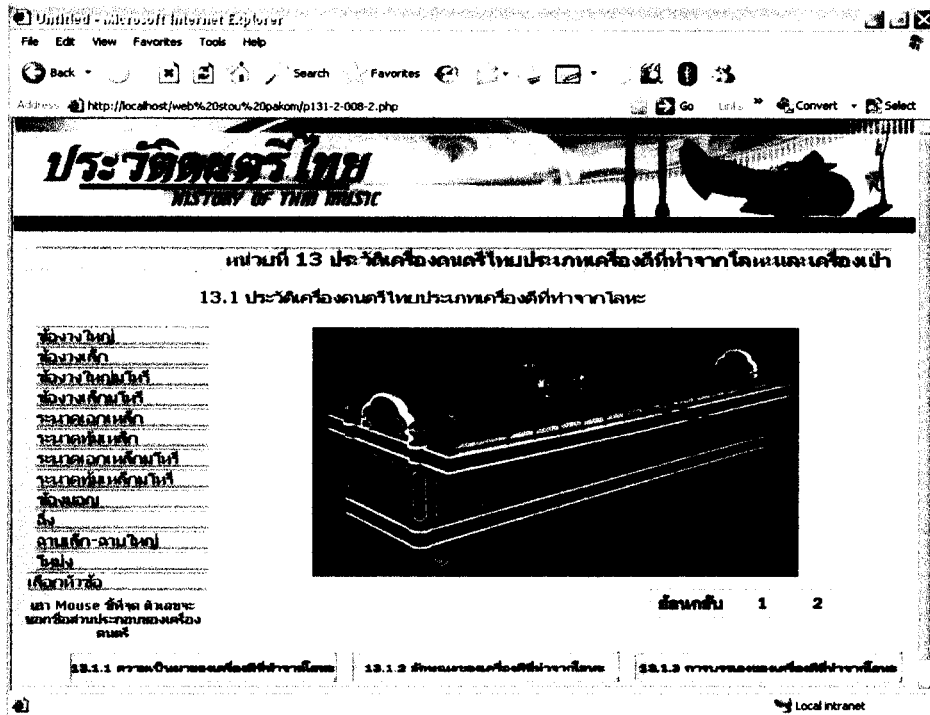 Untitled - Microsoft Internet Explorer
File Edit View Favorites Tools Help
Back Search Favorites
Address http://localhost/web%20stou%20pakom/p131-2-008-2.php Go Links » Convert Select
ประวัติดนตรีไทย
HISTORY OF THAI MUSIC
หน่วยที่ 13 ประวัติเครื่องดนตรีไทยประเภทเครื่องตีที่ทำจากโลหะและเครื่องเป่า
13.1 ประวัติเครื่องดนตรีไทยประเภทเครื่องตีที่ทำจากโลหะ
ฆ้องวงใหญ่
ฆ้องวงเล็ก
ฆ้องวงใหญ่มโหรี
ฆ้องวงเล็กมโหรี
ระนาดเอกเหล็ก
ระนาดทุ้มเหล็ก
ระนาดเอกเหล็กมโหรี
ระนาดทุ้มเหล็กมโหรี
ฆ้องมอญ
ฉิ่ง
ฉาบเล็ก-ฉาบใหญ่
โหม่ง
เลือกหัวข้อ
เอา Mouse ชี้ที่จุด ตัวเลขจะ
บอกชื่อส่วนประกอบของเครื่อง
ดนตรี
ย้อนกลับ 1 2
13.1.1 ความเป็นมาของเครื่องตีที่ทำจากโลหะ 13.1.2 ลักษณะของเครื่องตีที่ทำจากโลหะ 13.1.3 การบรรเลงของเครื่องตีที่ทำจากโลหะ
Local intranet